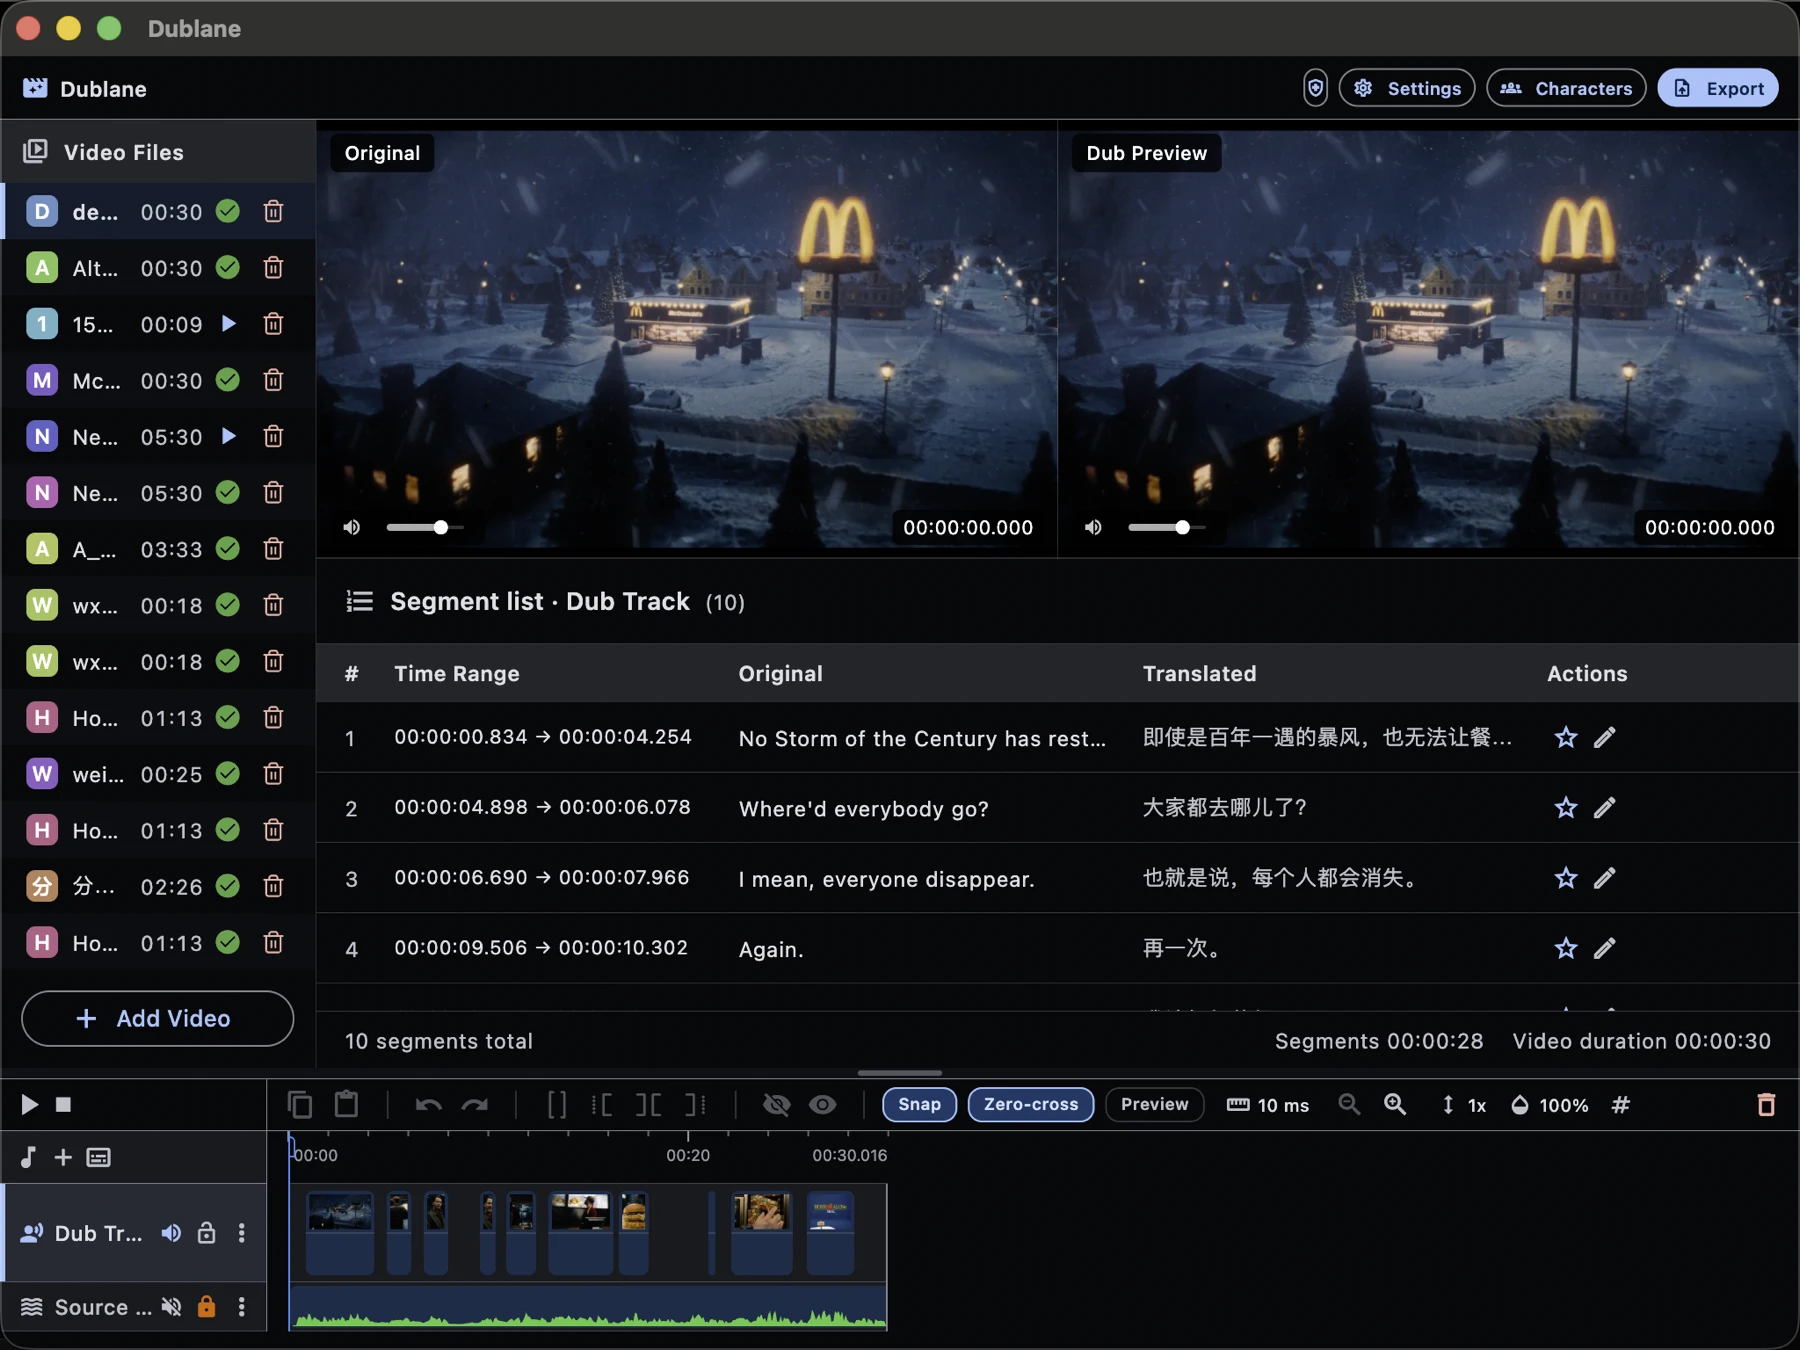 Dublane
Dublane
Settings
Characters
Export
Video Files
D de... 00:30
A Alt... 00:30
1 15... 00:09
M Mc... 00:30
N Ne... 05:30
N Ne... 05:30
A A_... 03:33
W wx... 00:18
W wx... 00:18
H Ho... 01:13
W wei... 00:25
H Ho... 01:13
分 分... 02:26
H Ho... 01:13
+ Add Video
Original
McDonald's
00:00:00.000
Dub Preview
McDonald's
00:00:00.000
Segment list · Dub Track (10)
# Time Range Original Translated Actions
1 00:00:00.834 → 00:00:04.254 No Storm of the Century has rest... 即使是百年一遇的暴风，也无法让餐...
2 00:00:04.898 → 00:00:06.078 Where'd everybody go? 大家都去哪儿了?
3 00:00:06.690 → 00:00:07.966 I mean, everyone disappear. 也就是说，每个人都会消失。
4 00:00:09.506 → 00:00:10.302 Again. 再一次。
10 segments total Segments 00:00:28 Video duration 00:00:30
Snap Zero-cross Preview 10 ms 1x 100% #
00:00 00:20 00:30.016
Dub Tr...
Source ...